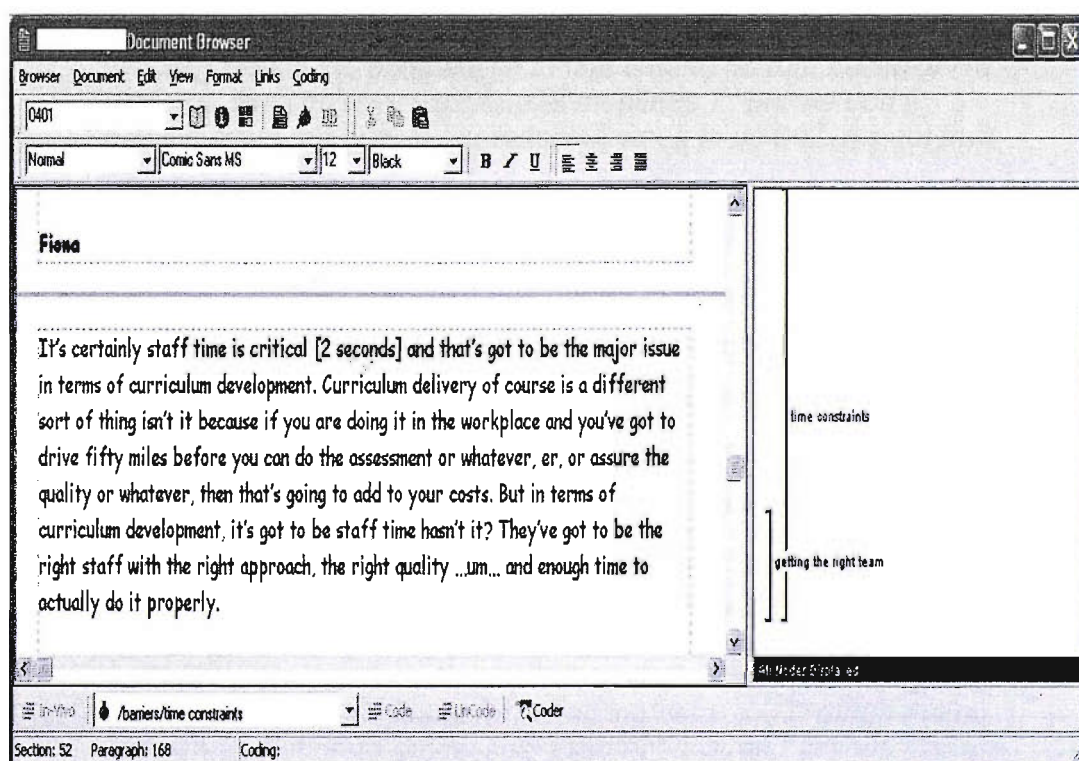 Document Browser
Browser Document Edit View Format Links Coding
0401
Normal Comic Sans MS 12 Black B I U
Fiona
It's certainly staff time is critical [2 seconds] and that's got to be the major issue
in terms of curriculum development. Curriculum delivery of course is a different
sort of thing isn't it because if you are doing it in the workplace and you've got to
drive fifty miles before you can do the assessment or whatever, er, or assure the
quality or whatever, then that's going to add to your costs. But in terms of
curriculum development, it's got to be staff time hasn't it? They've got to be the
right staff with the right approach, the right quality ...um... and enough time to
actually do it properly.
time constraints
getting the right team
All Nodes Displayed
In-Vivo /barriers/time constraints Code UnCode Coder
Section: 52 Paragraph: 168 Coding: